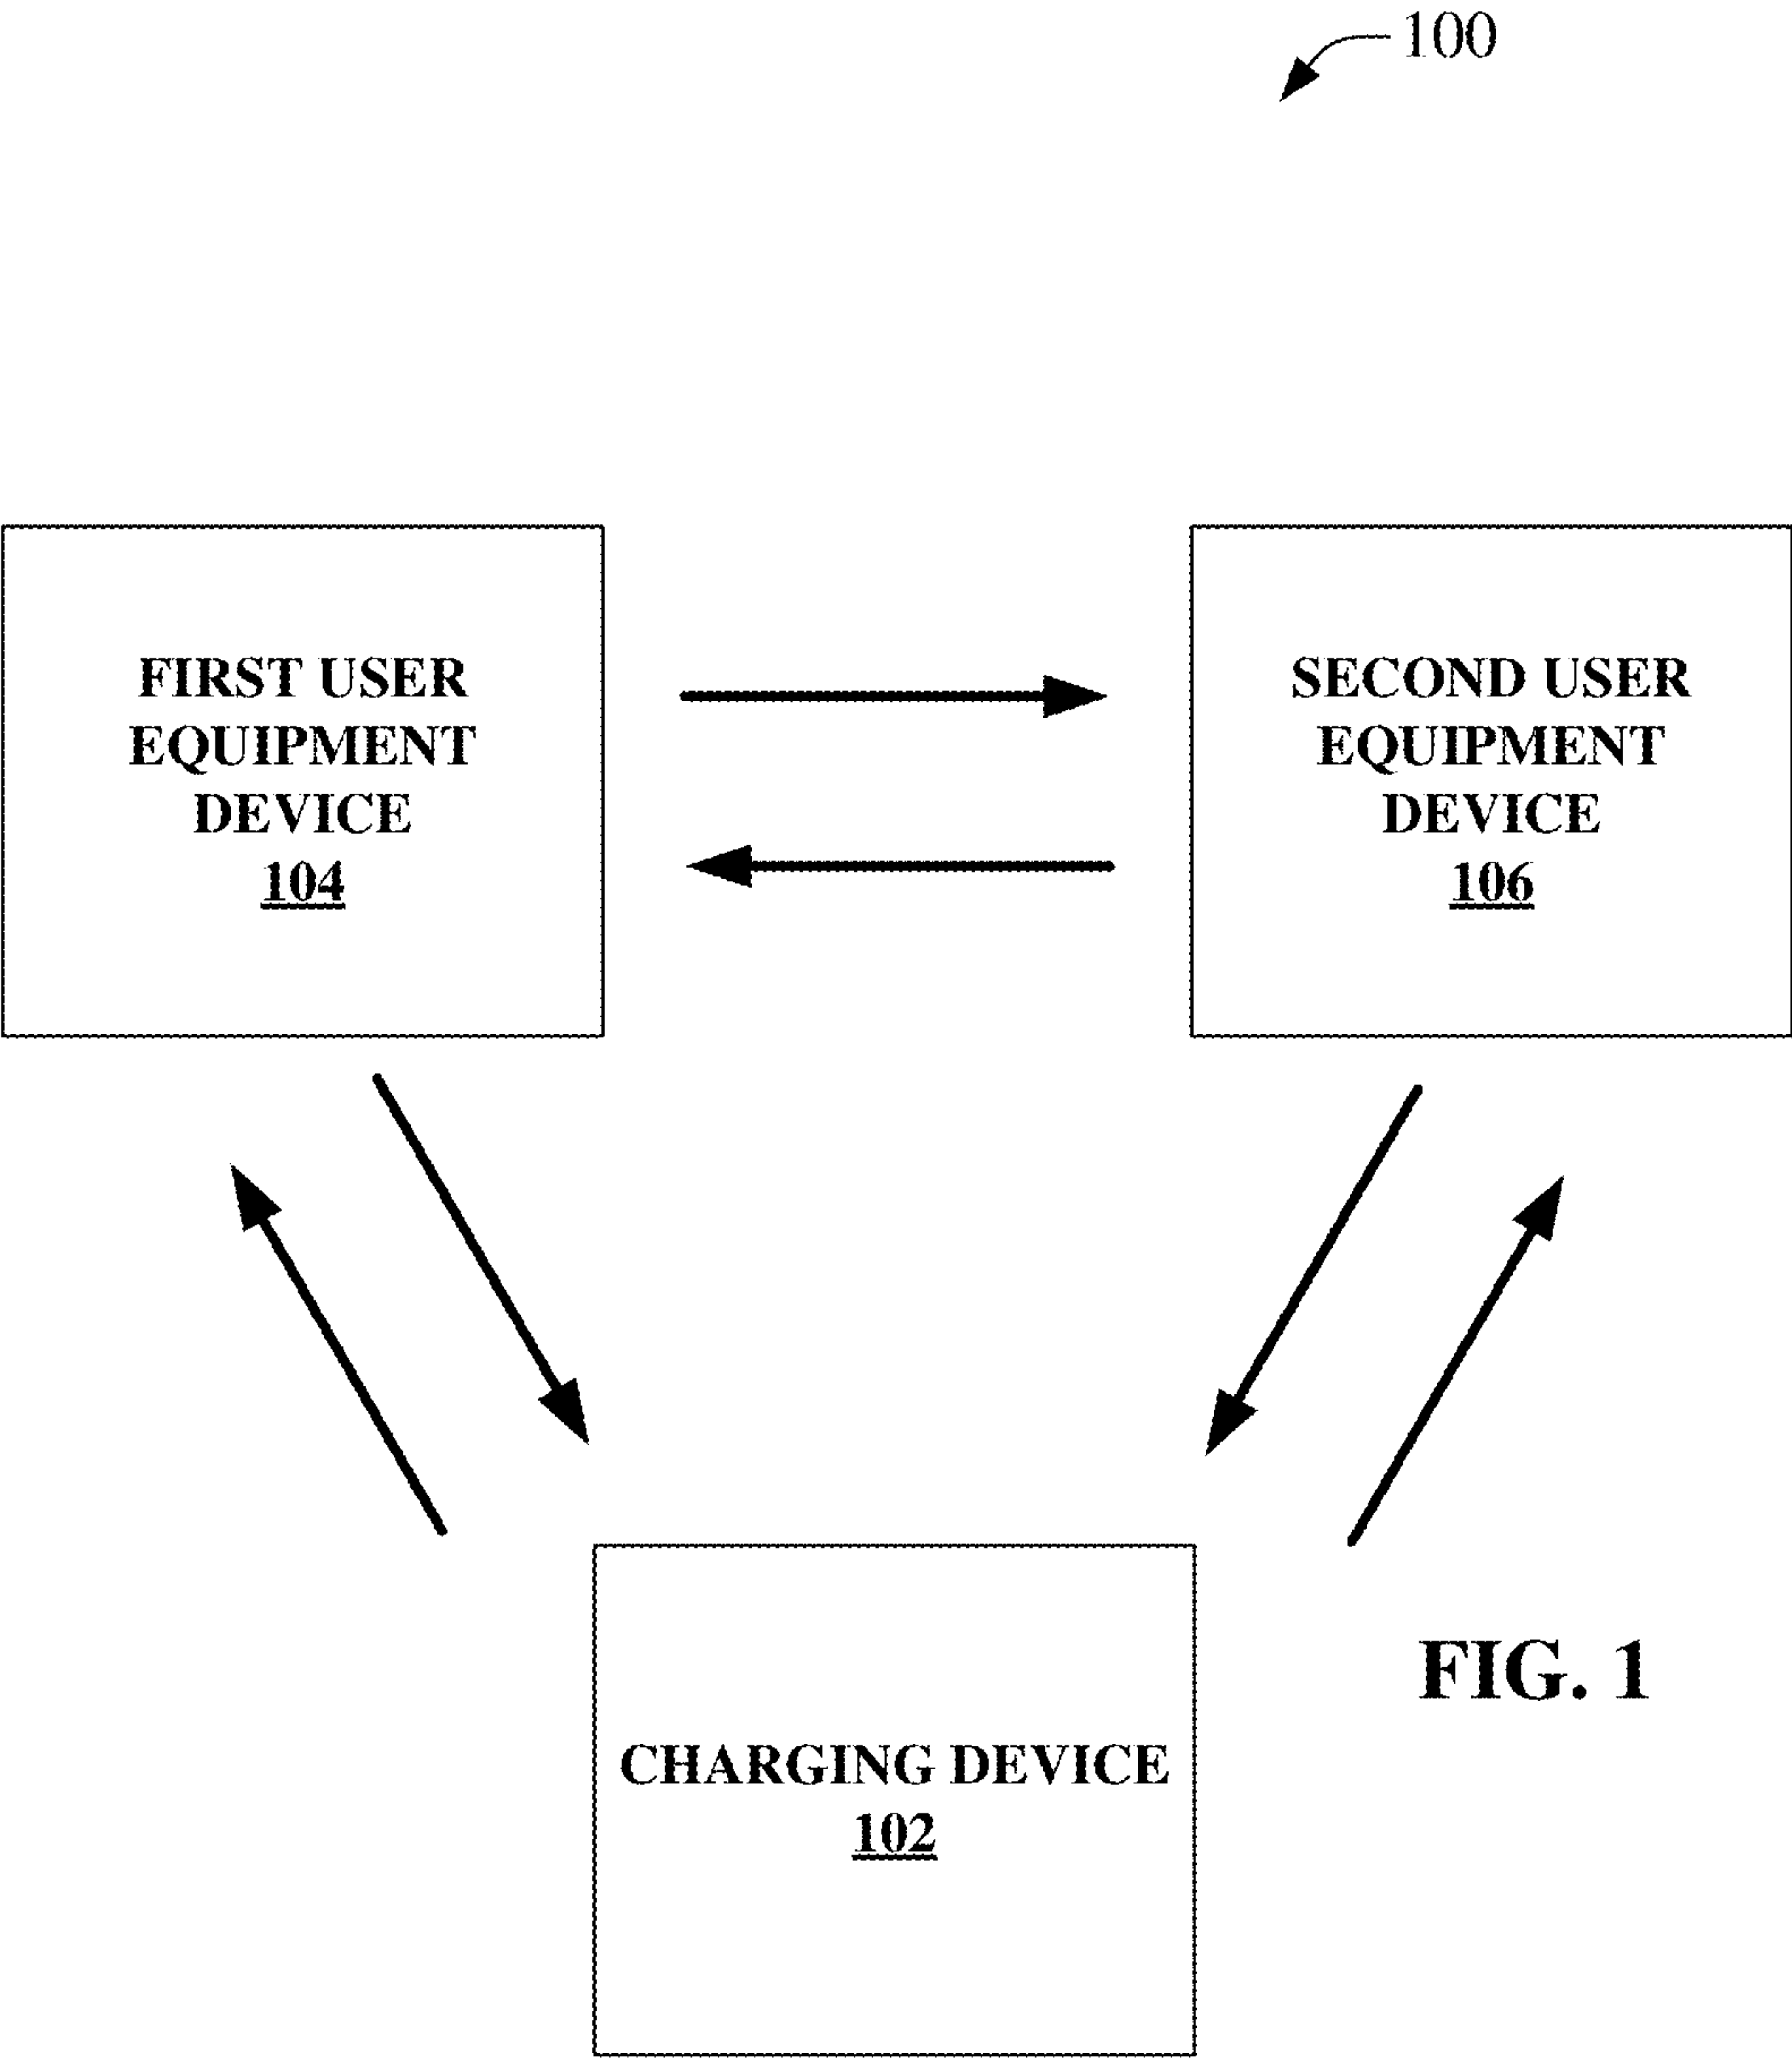 100
FIRST USER
EQUIPMENT
DEVICE
104
SECOND USER
EQUIPMENT
DEVICE
106
CHARGING DEVICE
102
FIG. 1